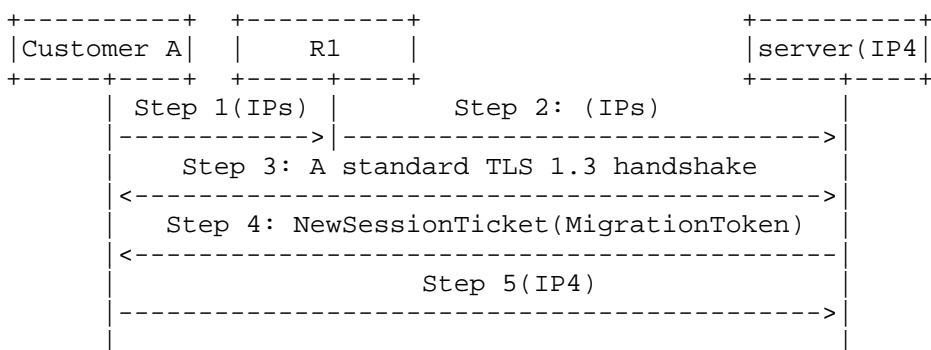 Customer A R1 server(IP4
Step 1(IPs) Step 2: (IPs)
Step 3: A standard TLS 1.3 handshake
Step 4: NewSessionTicket(MigrationToken)
Step 5(IP4)